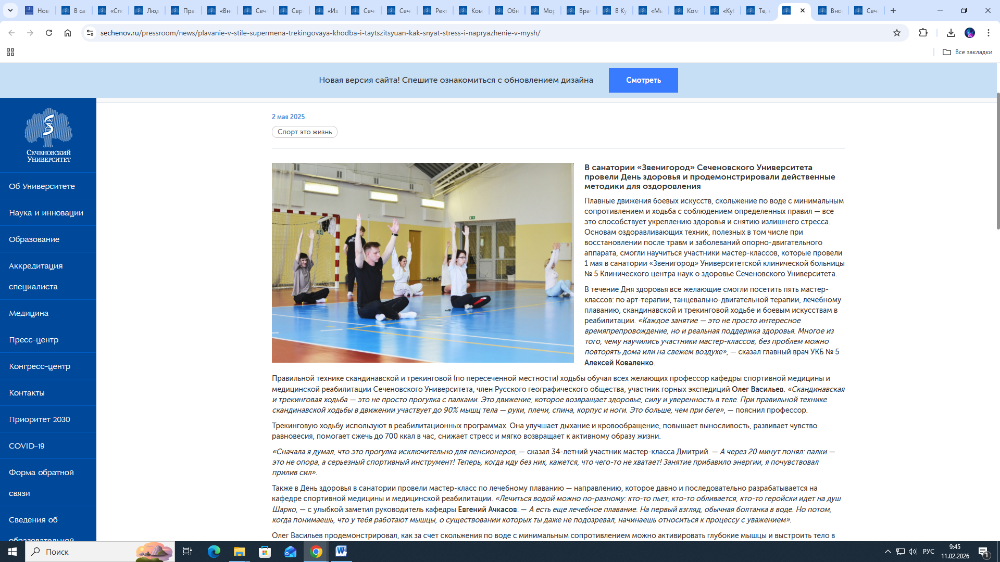 Нов
В са
«Спо
Люд
Пра
«Вн
Сеч
Сер
«Из
Сеч
Сеч
Рект
Ком
Обн
Мор
Вра
В Ку
«Мы
Ком
«Куб
Те, к
Вно
Сеч
sechenov.ru/pressroom/news/plavanie-v-stile-supermena-trekingovaya-khodba-i-taytszitsyuan-kak-snyat-stress-i-napryazhenie-v-mysh/
Все закладки
Новая версия сайта! Спешите ознакомиться с обновлением дизайна
Смотреть
Сеченовский
Университет
Об Университете
Наука и инновации
Образование
Аккредитация
специалиста
Медицина
Пресс-центр
Конгресс-центр
Контакты
Приоритет 2030
COVID-19
Форма обратной
связи
Сведения об
образовательной
2 мая 2025
Спорт это жизнь
В санатории «Звенигород» Сеченовского Университета
провели День здоровья и продемонстрировали действенные
методики для оздоровления
Плавные движения боевых искусств, скольжение по воде с минимальным
сопротивлением и ходьба с соблюдением определенных правил — все
это способствует укреплению здоровья и снятию излишнего стресса.
Основам оздоравливающих техник, полезных в том числе при
восстановлении после травм и заболеваний опорно-двигательного
аппарата, смогли научиться участники мастер-классов, которые провели
1 мая в санатории «Звенигород» Университетской клинической больницы
№ 5 Клинического центра наук о здоровье Сеченовского Университета.
В течение Дня здоровья все желающие смогли посетить пять мастер-
классов: по арт-терапии, танцевально-двигательной терапии, лечебному
плаванию, скандинавской и трекинговой ходьбе и боевым искусствам в
реабилитации. «Каждое занятие — это не просто интересное
времяпрепровождение, но и реальная поддержка здоровья. Многое из
того, чему научились участники мастер-классов, без проблем можно
повторять дома или на свежем воздухе», — сказал главный врач УКБ № 5
Алексей Коваленко.
Правильной технике скандинавской и трекинговой (по пересеченной местности) ходьбы обучал всех желающих профессор кафедры спортивной медицины и
медицинской реабилитации Сеченовского Университета, член Русского географического общества, участник горных экспедиций Олег Васильев. «Скандинавская
и трекинговая ходьба — это не просто прогулка с палками. Это движение, которое возвращает здоровье, силу и уверенность в теле. При правильной технике
скандинавской ходьбы в движении участвует до 90% мышц тела — руки, плечи, спина, корпус и ноги. Это больше, чем при беге», — пояснил профессор.
Трекинговую ходьбу используют в реабилитационных программах. Она улучшает дыхание и кровообращение, повышает выносливость, развивает чувство
равновесия, помогает сжечь до 700 ккал в час, снижает стресс и мягко возвращает к активному образу жизни.
«Сначала я думал, что это прогулка исключительно для пенсионеров, — сказал 34-летний участник мастер-класса Дмитрий. — А через 20 минут понял: палки —
это не опора, а серьезный спортивный инструмент! Теперь, когда иду без них, кажется, что чего-то не хватает! Занятие прибавило энергии, я почувствовал
прилив сил».
Также в День здоровья в санатории провели мастер-класс по лечебному плаванию — направлению, которое давно и последовательно разрабатывается на
кафедре спортивной медицины и медицинской реабилитации. «Лечиться водой можно по-разному: кто-то пьет, кто-то обливается, кто-то геройски идет на душ
Шарко, — с улыбкой заметил руководитель кафедры Евгений Ачкасов. — А есть еще лечебное плавание. На первый взгляд, обычная болтанка в воде. Но потом,
когда понимаешь, что у тебя работают мышцы, о существовании которых ты даже не подозревал, начинаешь относиться к процессу с уважением».
Олег Васильев продемонстрировал, как за счет скольжения по воде с минимальным сопротивлением можно активировать глубокие мышцы и выстроить тело в
Поиск
РУС
9:45
11.02.2026
1